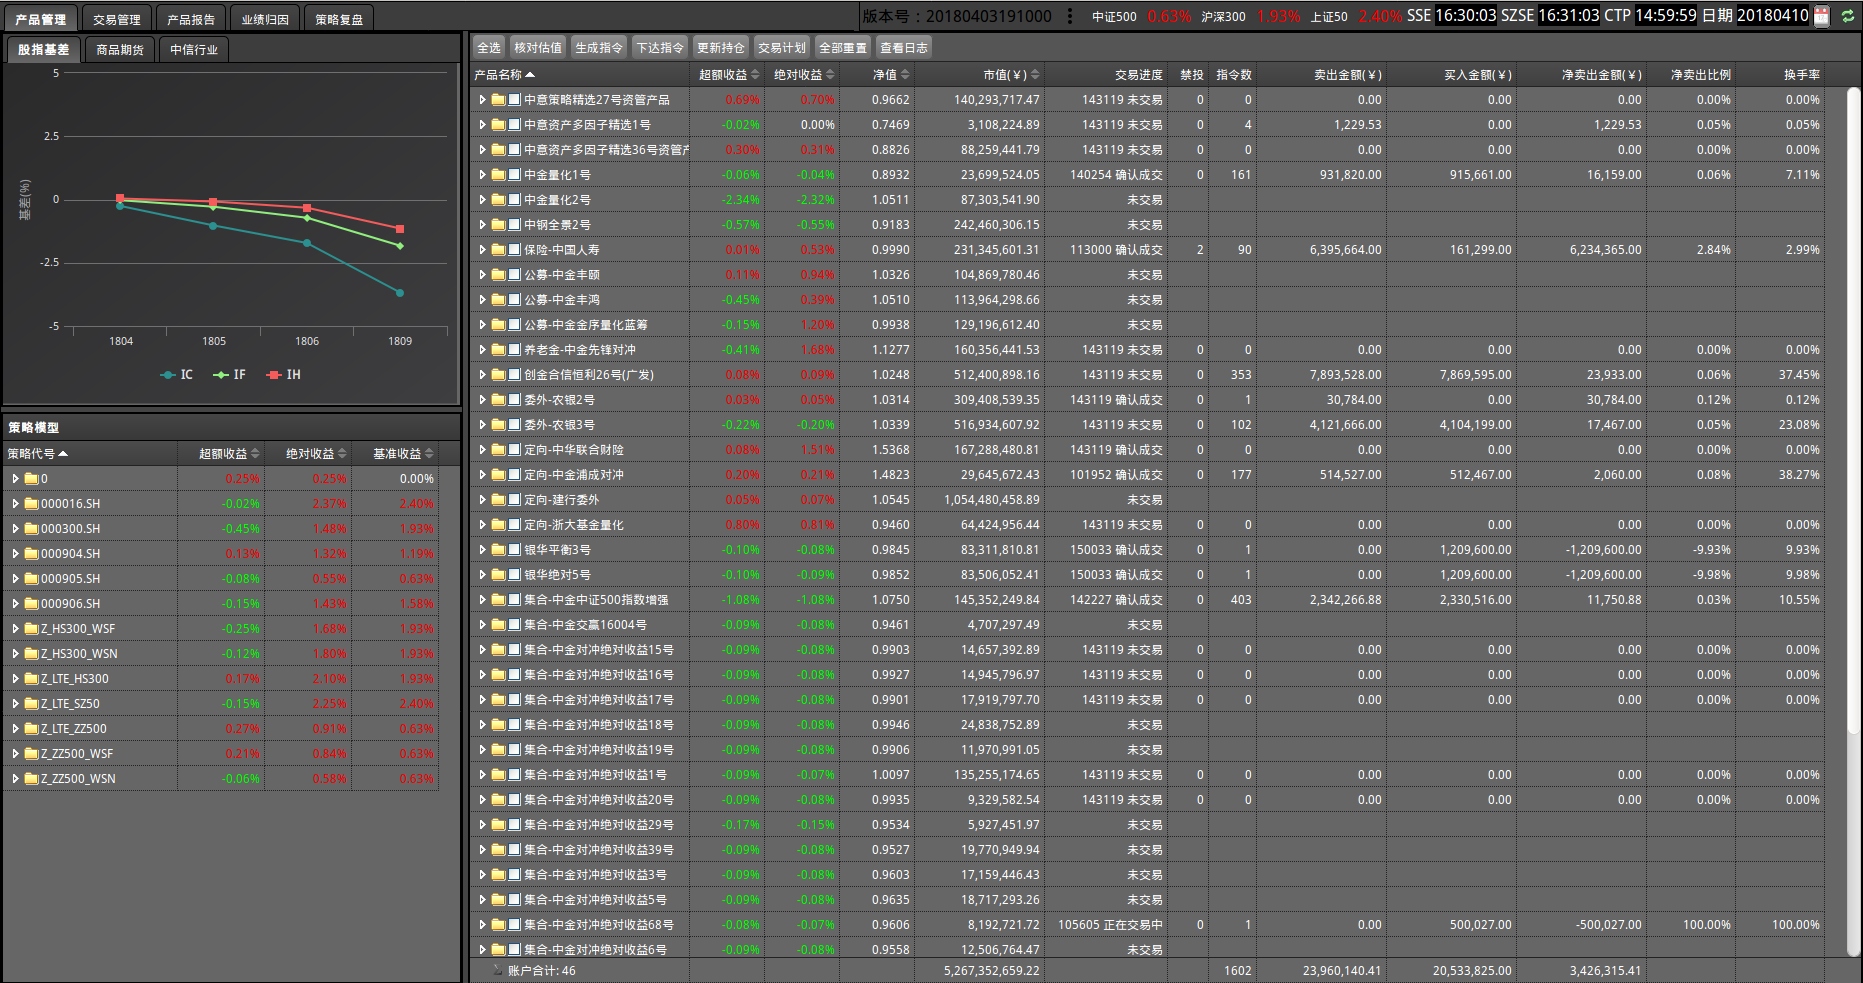 产品管理 交易管理 产品报告 业绩归因 策略复盘 版本号：20180403191000 中证500 0.63% 沪深300 1.93% 上证50 2.40% SSE 16:30:03 SZSE 16:31:03 CTP 14:59:59 日期 20180410
股指基差 商品期货 中信行业
5
2.5
0
-2.5
-5
基差(%)
1804 1805 1806 1809
IC IF IH
策略模型
策略代号 超额收益 绝对收益 基准收益
0 0.25% 0.25% 0.00%
000016.SH -0.02% 2.37% 2.40%
000300.SH -0.45% 1.48% 1.93%
000904.SH 0.13% 1.32% 1.19%
000905.SH -0.08% 0.55% 0.63%
000906.SH -0.15% 1.43% 1.58%
Z_HS300_WSF -0.25% 1.68% 1.93%
Z_HS300_WSN -0.12% 1.80% 1.93%
Z_LTE_HS300 0.17% 2.10% 1.93%
Z_LTE_SZ50 -0.15% 2.25% 2.40%
Z_LTE_ZZ500 0.27% 0.91% 0.63%
Z_ZZ500_WSF 0.21% 0.84% 0.63%
Z_ZZ500_WSN -0.06% 0.58% 0.63%
全选 核对估值 生成指令 下达指令 更新持仓 交易计划 全部重置 查看日志
产品名称 超额收益 绝对收益 净值 市值(￥) 交易进度 禁投 指令数 卖出金额(￥) 买入金额(￥) 净卖出金额(￥) 净卖出比例 换手率
中意策略精选27号资管产品 0.69% 0.70% 0.9662 140,293,717.47 143119 未交易 0 0 0.00 0.00 0.00 0.00% 0.00%
中意资产多因子精选1号 -0.02% 0.00% 0.7469 3,108,224.89 143119 未交易 0 4 1,229.53 0.00 1,229.53 0.05% 0.05%
中意资产多因子精选36号资管产 0.30% 0.31% 0.8826 88,259,441.79 143119 未交易 0 0 0.00 0.00 0.00 0.00% 0.00%
中金量化1号 -0.06% -0.04% 0.8932 23,699,524.05 140254 确认成交 0 161 931,820.00 915,661.00 16,159.00 0.06% 7.11%
中金量化2号 -2.34% -2.32% 1.0511 87,303,541.90 未交易
中钢全景2号 -0.57% -0.55% 0.9183 242,460,306.15 未交易
保险-中国人寿 0.01% 0.53% 0.9990 231,345,601.31 113000 确认成交 2 90 6,395,664.00 161,299.00 6,234,365.00 2.84% 2.99%
公募-中金丰颐 0.11% 0.94% 1.0326 104,869,780.46 未交易
公募-中金丰鸿 -0.45% 0.39% 1.0510 113,964,298.66 未交易
公募-中金金序量化蓝筹 -0.15% 1.20% 0.9938 129,196,612.40 未交易
养老金-中金先锋对冲 -0.41% 1.68% 1.1277 160,356,441.53 143119 未交易 0 0 0.00 0.00 0.00 0.00% 0.00%
创金合信恒利26号(广发) 0.08% 0.09% 1.0248 512,400,898.16 143119 未交易 0 353 7,893,528.00 7,869,595.00 23,933.00 0.06% 37.45%
委外-农银2号 0.03% 0.05% 1.0314 309,408,539.35 143119 确认成交 0 1 30,784.00 0.00 30,784.00 0.12% 0.12%
委外-农银3号 -0.22% -0.20% 1.0339 516,934,607.92 143119 确认成交 0 102 4,121,666.00 4,104,199.00 17,467.00 0.05% 23.08%
定向-中华联合财险 0.08% 1.51% 1.5368 167,288,480.81 143119 确认成交 0 0 0.00 0.00 0.00 0.00% 0.00%
定向-中金浦成对冲 0.20% 0.21% 1.4823 29,645,672.43 101952 确认成交 0 177 514,527.00 512,467.00 2,060.00 0.08% 38.27%
定向-建行委外 0.05% 0.07% 1.0545 1,054,480,458.89 未交易
定向-浙大基金量化 0.80% 0.81% 0.9460 64,424,956.44 143119 未交易 0 0 0.00 0.00 0.00 0.00% 0.00%
银华平衡3号 -0.10% -0.08% 0.9845 83,311,810.81 150033 确认成交 0 1 0.00 1,209,600.00 -1,209,600.00 -9.93% 9.93%
银华绝对5号 -0.10% -0.09% 0.9852 83,506,052.41 150033 确认成交 0 1 0.00 1,209,600.00 -1,209,600.00 -9.98% 9.98%
集合-中金中证500指数增强 -1.08% -1.08% 1.0750 145,352,249.84 142227 确认成交 0 403 2,342,266.88 2,330,516.00 11,750.88 0.03% 10.55%
集合-中金交赢16004号 -0.09% -0.08% 0.9461 4,707,297.49 未交易
集合-中金对冲绝对收益15号 -0.09% -0.08% 0.9903 14,657,392.89 143119 未交易 0 0 0.00 0.00 0.00 0.00% 0.00%
集合-中金对冲绝对收益16号 -0.09% -0.08% 0.9927 14,945,796.97 143119 未交易 0 0 0.00 0.00 0.00 0.00% 0.00%
集合-中金对冲绝对收益17号 -0.09% -0.08% 0.9901 17,919,797.70 143119 未交易 0 0 0.00 0.00 0.00 0.00% 0.00%
集合-中金对冲绝对收益18号 -0.09% -0.08% 0.9946 24,838,752.89 未交易
集合-中金对冲绝对收益19号 -0.09% -0.08% 0.9906 11,970,991.05 未交易
集合-中金对冲绝对收益1号 -0.09% -0.07% 1.0097 135,255,174.65 143119 未交易 0 0 0.00 0.00 0.00 0.00% 0.00%
集合-中金对冲绝对收益20号 -0.09% -0.08% 0.9935 9,329,582.54 143119 未交易 0 0 0.00 0.00 0.00 0.00% 0.00%
集合-中金对冲绝对收益29号 -0.17% -0.15% 0.9534 5,927,451.97 未交易
集合-中金对冲绝对收益39号 -0.09% -0.08% 0.9527 19,770,949.94 未交易
集合-中金对冲绝对收益3号 -0.09% -0.08% 0.9603 17,159,446.43 未交易
集合-中金对冲绝对收益5号 -0.09% -0.08% 0.9635 18,717,293.26 未交易
集合-中金对冲绝对收益68号 -0.08% -0.07% 0.9606 8,192,721.72 105605 正在交易中 0 1 0.00 500,027.00 -500,027.00 100.00% 100.00%
集合-中金对冲绝对收益6号 -0.09% -0.08% 0.9558 12,506,764.47 未交易
账户合计: 46 5,267,352,659.22 1602 23,960,140.41 20,533,825.00 3,426,315.41